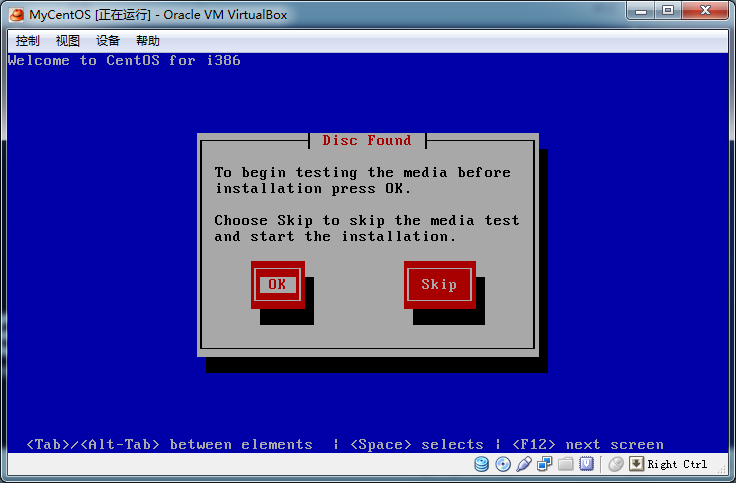 MyCentOS [正在运行] - Oracle VM VirtualBox
控制 视图 设备 帮助
Welcome to CentOS for i386
Disc Found
To begin testing the media before
installation press OK.
Choose Skip to skip the media test
and start the installation.
OK Skip
<Tab>/<Alt-Tab> between elements | <Space> selects | <F12> next screen
Right Ctrl